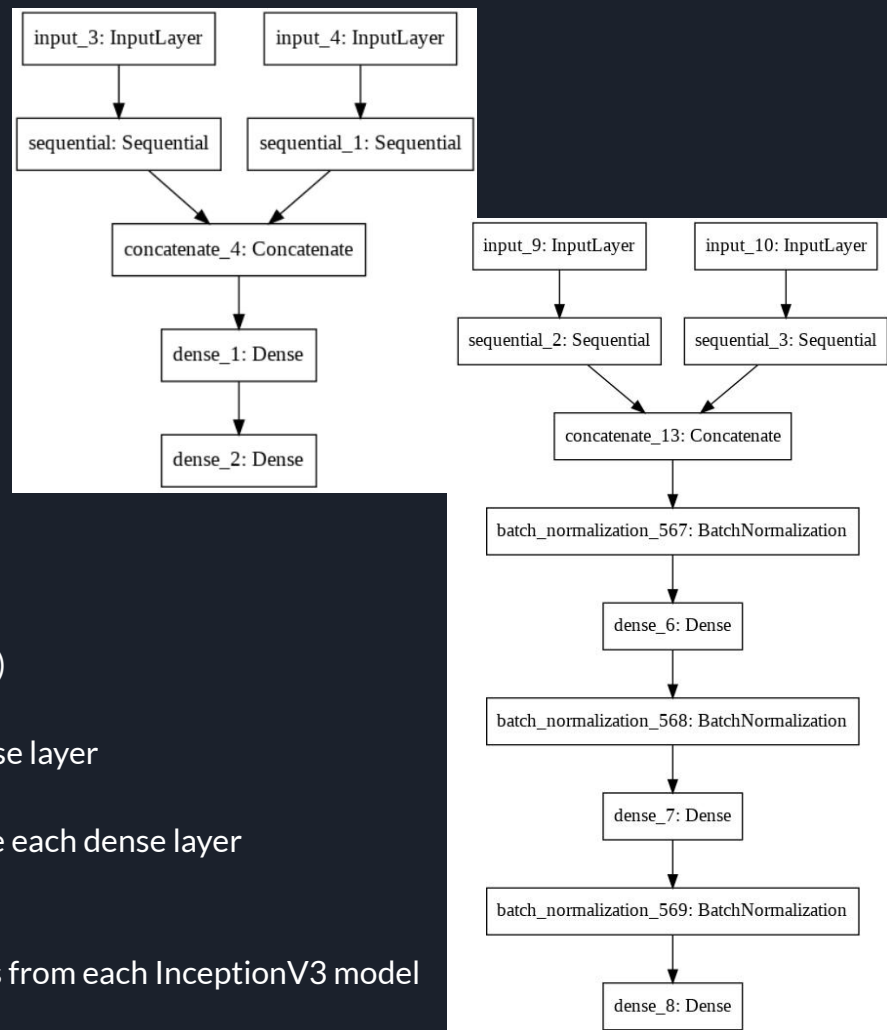 input_3: InputLayer
input_4: InputLayer
sequential: Sequential
sequential_1: Sequential
concatenate_4: Concatenate
dense_1: Dense
dense_2: Dense
input_9: InputLayer
input_10: InputLayer
sequential_2: Sequential
sequential_3: Sequential
concatenate_13: Concatenate
batch_normalization_567: BatchNormalization
dense_6: Dense
batch_normalization_568: BatchNormalization
dense_7: Dense
batch_normalization_569: BatchNormalization
dense_8: Dense
)
layer
each dense layer
from each InceptionV3 model